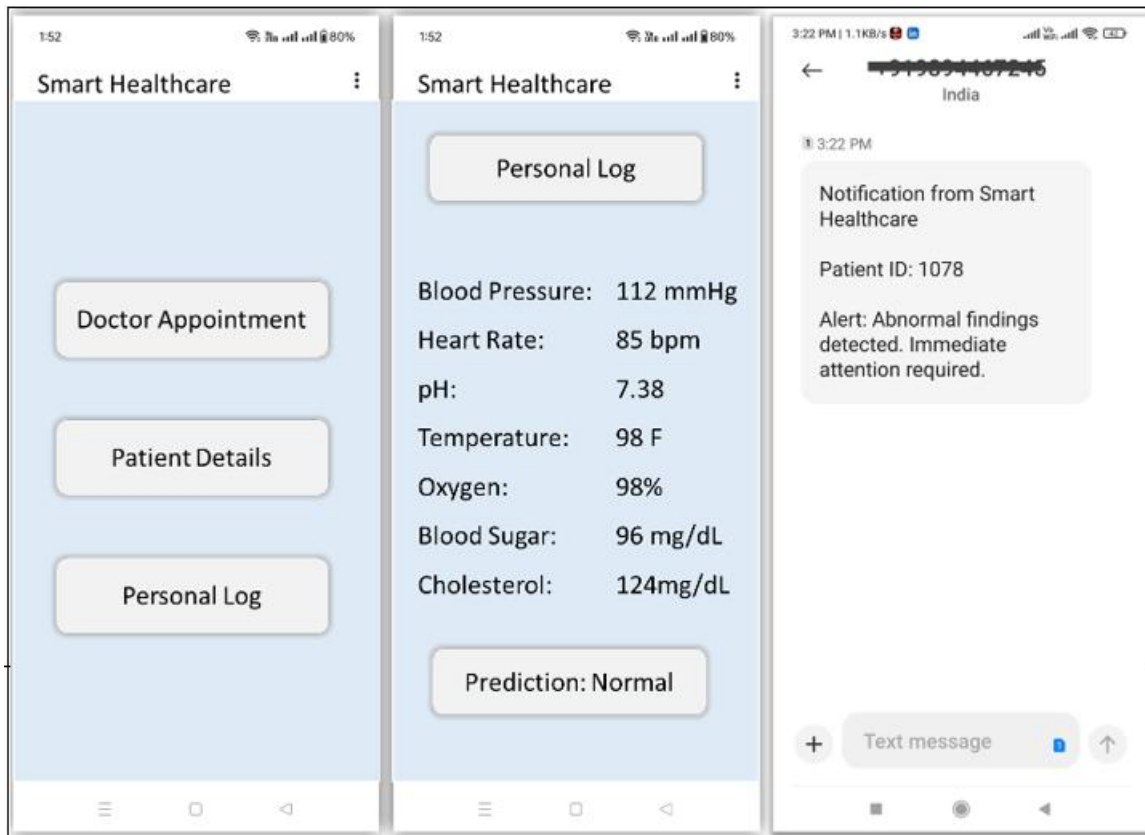 1:52
80%
Smart Healthcare
Doctor Appointment
Patient Details
Personal Log
1:52
80%
Smart Healthcare
Personal Log
Blood Pressure: 112 mmHg
Heart Rate: 85 bpm
pH: 7.38
Temperature: 98 F
Oxygen: 98%
Blood Sugar: 96 mg/dL
Cholesterol: 124mg/dL
Prediction: Normal
3:22 PM | 1.1KB/s
India
3:22 PM
Notification from Smart
Healthcare
Patient ID: 1078
Alert: Abnormal findings
detected. Immediate
attention required.
Text message